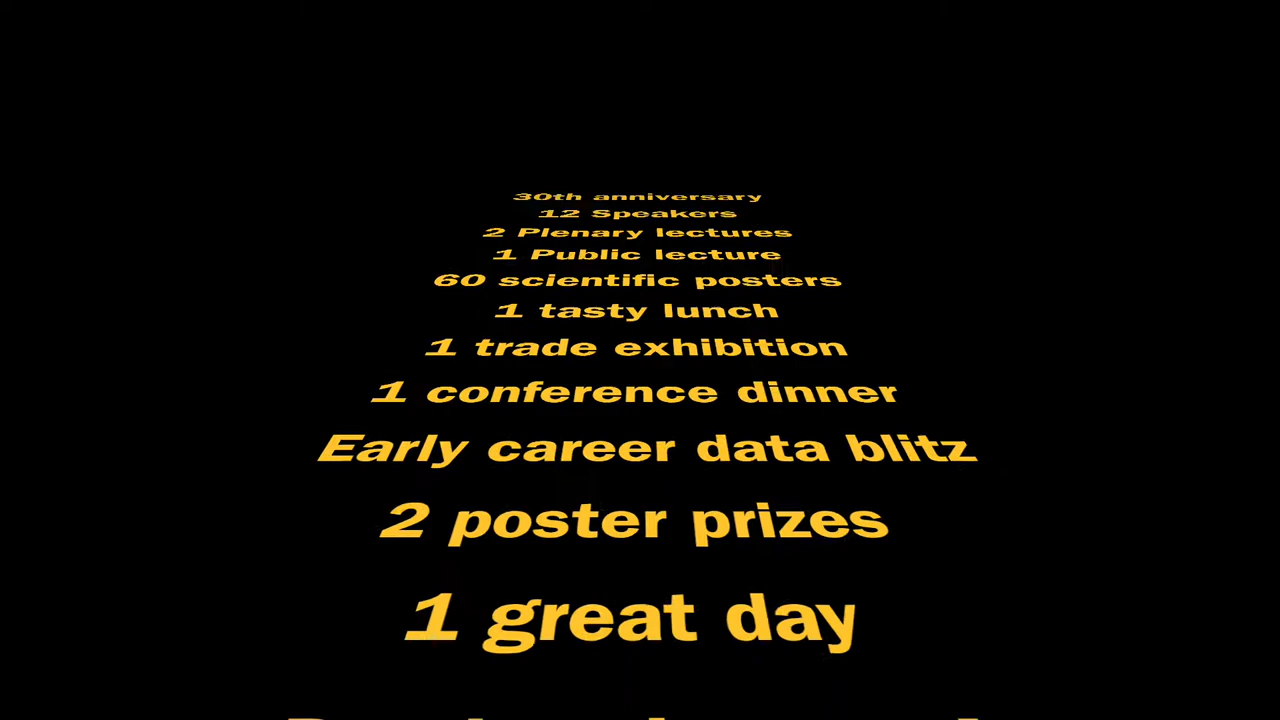 30th anniversary
12 Speakers
2 Plenary lectures
1 Public lecture
60 scientific posters
1 tasty lunch
1 trade exhibition
1 conference dinner
Early career data blitz
2 poster prizes
1 great day